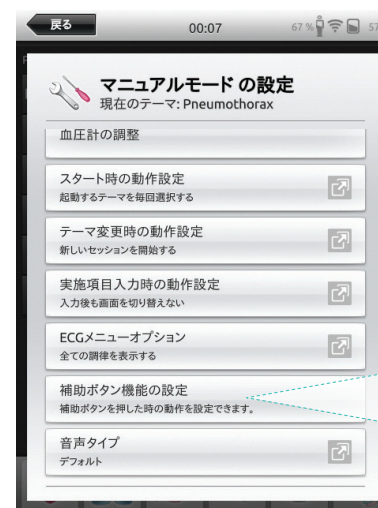 戻る 00:07 67 % 57
マニュアルモード の設定
現在のテーマ: Pneumothorax
血圧計の調整
スタート時の動作設定
起動するテーマを毎回選択する
テーマ変更時の動作設定
新しいセッションを開始する
実施項目入力時の動作設定
入力後も画面を切り替えない
ECGメニューオプション
全ての調律を表示する
補助ボタン機能の設定
補助ボタンを押した時の動作を設定できます。
音声タイプ
デフォルト